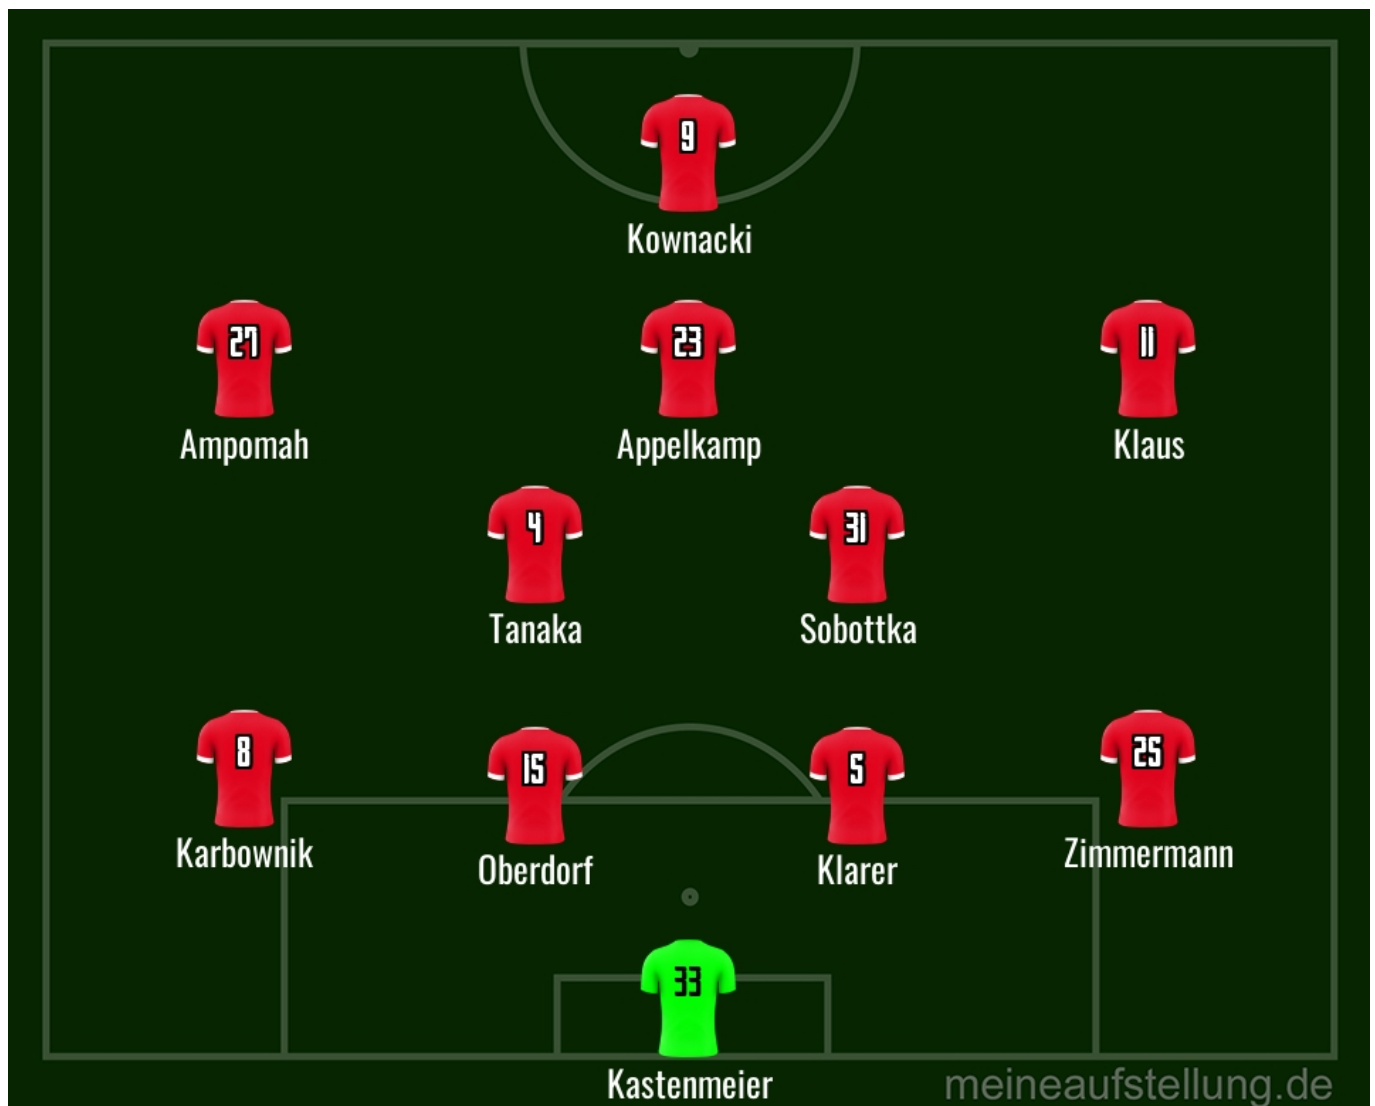 9
Kownacki
27
Ampomah
23
Appelkamp
11
Klaus
4
Tanaka
31
Sobottka
8
Karbownik
15
Oberdorf
5
Klarer
25
Zimmermann
33
Kastenmeier
meineaufstellung.de